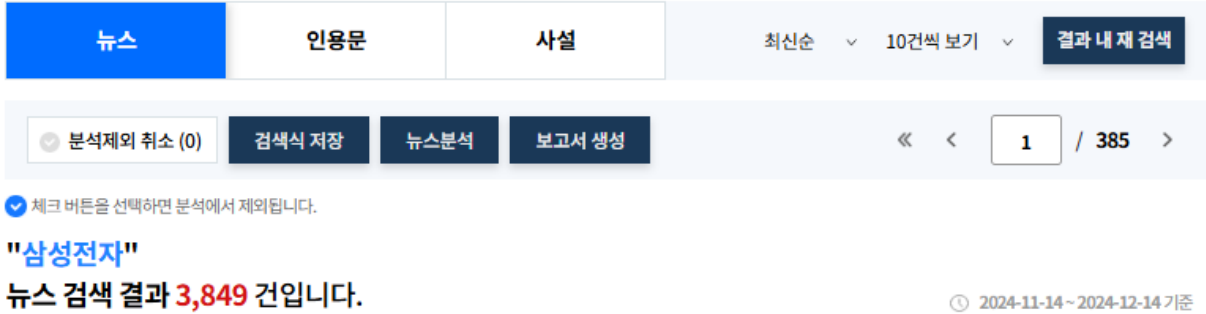 뉴스 인용문 사설 최신순 10건씩 보기 결과 내 재 검색
분석제외 취소 (0) 검색식 저장 뉴스분석 보고서 생성 « < 1 / 385 >
체크 버튼을 선택하면 분석에서 제외됩니다.
"삼성전자"
뉴스 검색 결과 3,849 건입니다.
2024-11-14 ~ 2024-12-14 기준